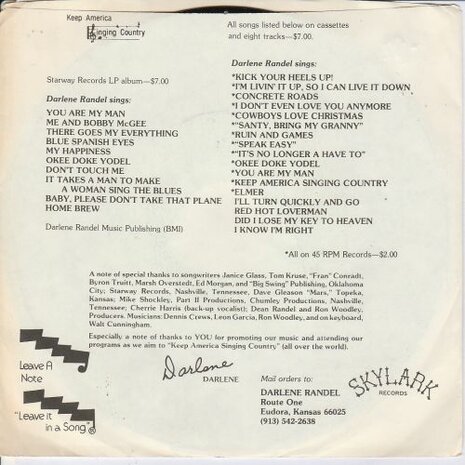 Keep America
Singing Country
All songs listed below on cassettes
and eight tracks—$7.00.
Starway Records LP album—$7.00
Darlene Randel sings:
YOU ARE MY MAN
ME AND BOBBY McGEE
THERE GOES MY EVERYTHING
BLUE SPANISH EYES
MY HAPPINESS
OKEE DOKE YODEL
DON'T TOUCH ME
IT TAKES A MAN TO MAKE
A WOMAN SING THE BLUES
BABY, PLEASE DON'T TAKE THAT PLANE
HOME BREW
Darlene Randel Music Publishing (BMI)
Darlene Randel sings:
*KICK YOUR HEELS UP!
*I'M LIVIN' IT UP, SO I CAN LIVE IT DOWN
*CONCRETE ROADS
*I DON'T EVEN LOVE YOU ANYMORE
*COWBOYS LOVE CHRISTMAS
*"SANTY, BRING MY GRANNY"
*RUIN AND GAMES
*"SPEAK EASY"
*"IT'S NO LONGER A HAVE TO"
*OKEE DOKE YODEL
*YOU ARE MY MAN
*KEEP AMERICA SINGING COUNTRY
*ELMER
I'LL TURN QUICKLY AND GO
RED HOT LOVERMAN
DID I LOSE MY KEY TO HEAVEN
I KNOW I'M RIGHT
*All on 45 RPM Records—$2.00
A note of special thanks to songwriters Janice Glass, Tom Kruse, "Fran" Conradt,
Byron Truitt, Marsh Overstedt, Ed Morgan, and "Big Swing" Publishing, Oklahoma
City; Starway Records, Nashville, Tennessee, Dave Gleason "Mars," Topeka,
Kansas; Mike Shockley, Part II Productions, Chumley Productions, Nashville,
Tennessee; Cherrie Harris (back-up vocalist); Dean Randel and Ron Woodley,
Producers. Musicians: Dennis Crews, Leon Garcia, Ron Woodley, and on keyboard,
Walt Cunningham.
Especially a note of thanks to YOU for promoting our music and attending our
programs as we aim to "Keep America Singing Country" (all over the world).
Leave A
Note
"Leave it
in a Song"
Darlene
DARLENE
Mail orders to:
DARLENE RANDEL
Route One
Eudora, Kansas 66025
(913) 542-2638
SKYLARK
RECORDS